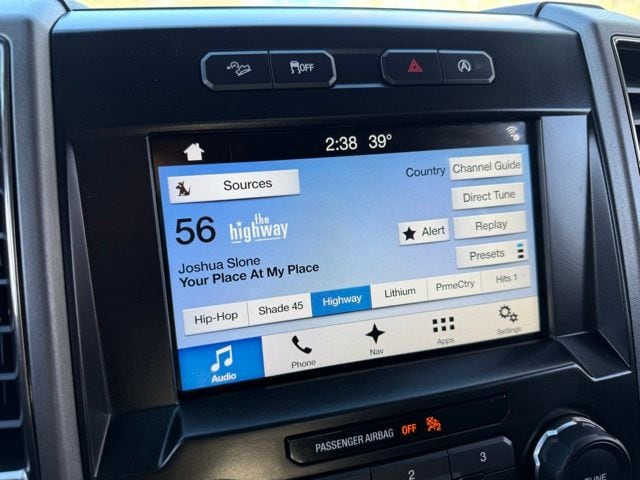 OFF
A
2:38 39°
Sources
Country
Channel Guide
Direct Tune
56 the highway
Alert
Replay
Joshua Slone
Your Place At My Place
Presets
Hip-Hop Shade 45 Highway Lithium PrmeCtry Hits 1
Audio Phone Nav Apps Settings
PASSENGER AIRBAG OFF
2 3
TUNE